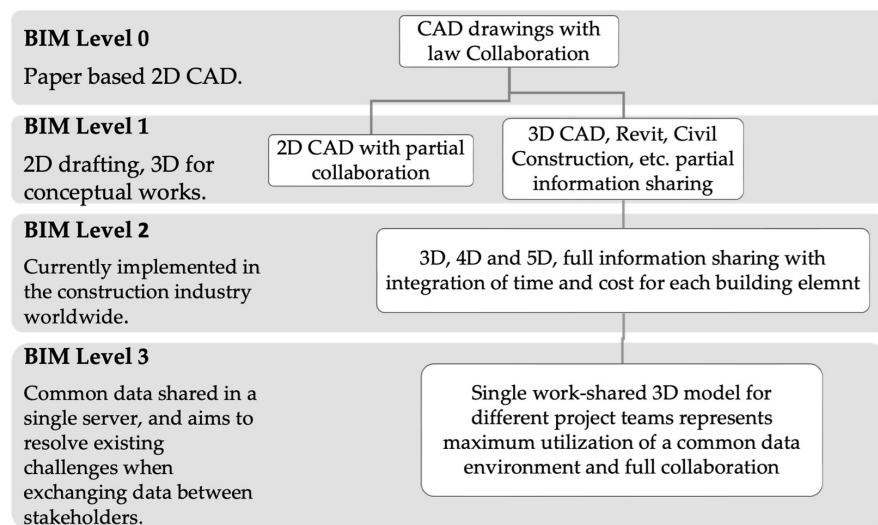 BIM Level 0
Paper based 2D CAD.
CAD drawings with
law Collaboration
BIM Level 1
2D drafting, 3D for
conceptual works.
2D CAD with partial
collaboration
3D CAD, Revit, Civil
Construction, etc. partial
information sharing
BIM Level 2
Currently implemented in
the construction industry
worldwide.
3D, 4D and 5D, full information sharing with
integration of time and cost for each building elemnt
BIM Level 3
Common data shared in a
single server, and aims to
resolve existing
challenges when
exchanging data between
stakeholders.
Single work-shared 3D model for
different project teams represents
maximum utilization of a common data
environment and full collaboration